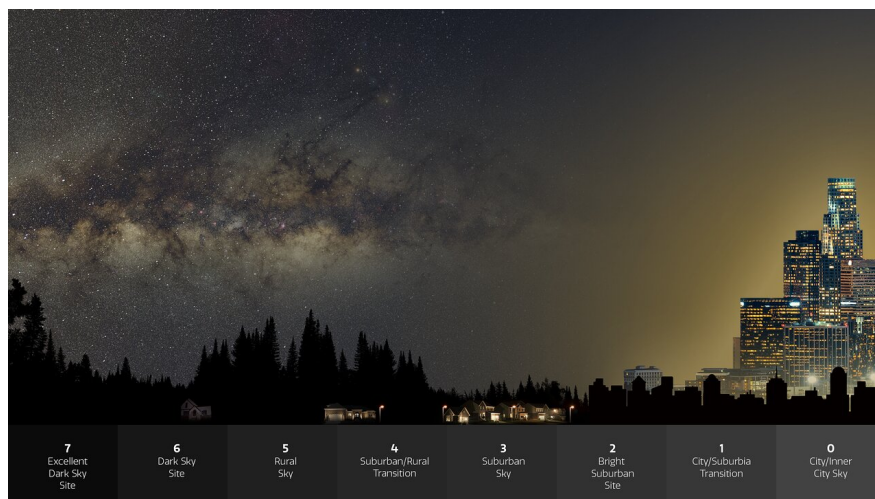 7
Excellent
Dark Sky
Site
6
Dark Sky
Site
5
Rural
Sky
4
Suburban/Rural
Transition
3
Suburban
Sky
2
Bright
Suburban
Site
1
City/Suburbia
Transition
0
City/Inner
City Sky